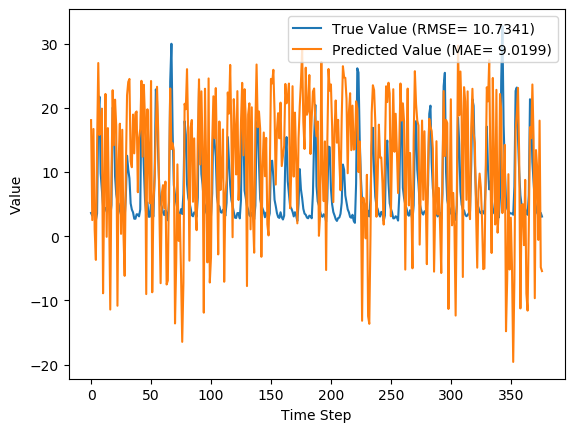 True Value (RMSE= 10.7341)
Predicted Value (MAE= 9.0199)
30
20
10
0
−10
−20
Value
0 50 100 150 200 250 300 350
Time Step